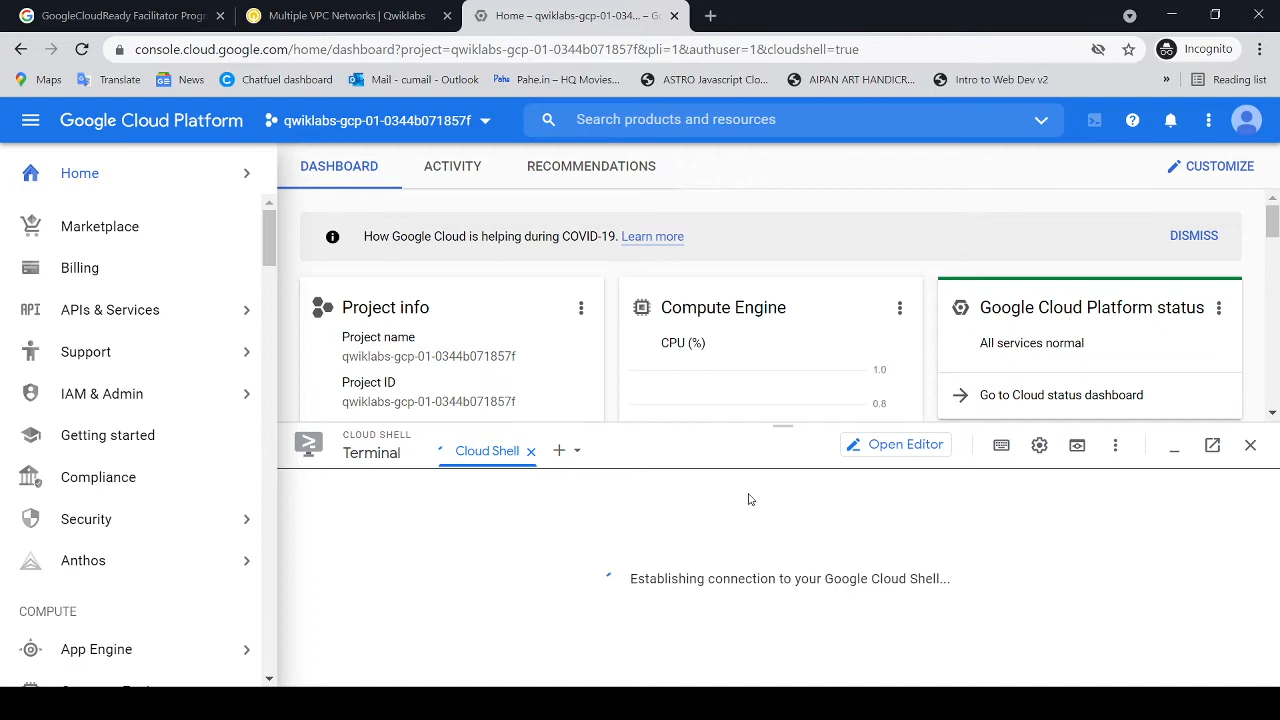 GoogleCloudReady Facilitator Progr
Multiple VPC Networks | Qwiklabs
Home – qwiklabs-gcp-01-034... – Go
console.cloud.google.com/home/dashboard?project=qwiklabs-gcp-01-0344b071857f&pli=1&authuser=1&cloudshell=true
Incognito
Maps
Translate
News
Chatfuel dashboard
Mail - cumail - Outlook
Pahe.in – HQ Movies...
ASTRO Javascript Clo...
AIPAN ART HANDICR...
Intro to Web Dev v2
»
Reading list
Google Cloud Platform
qwiklabs-gcp-01-0344b071857f
Search products and resources
Home
DASHBOARD
ACTIVITY
RECOMMENDATIONS
CUSTOMIZE
Marketplace
Billing
API APIs & Services
Support
IAM & Admin
Getting started
Compliance
Security
Anthos
COMPUTE
App Engine
How Google Cloud is helping during COVID-19. Learn more
DISMISS
Project info
Project name
qwiklabs-gcp-01-0344b071857f
Project ID
qwiklabs-gcp-01-0344b071857f
Compute Engine
CPU (%)
1.0
0.8
Google Cloud Platform status
All services normal
Go to Cloud status dashboard
CLOUD SHELL
Terminal
Cloud Shell
Open Editor
Establishing connection to your Google Cloud Shell...